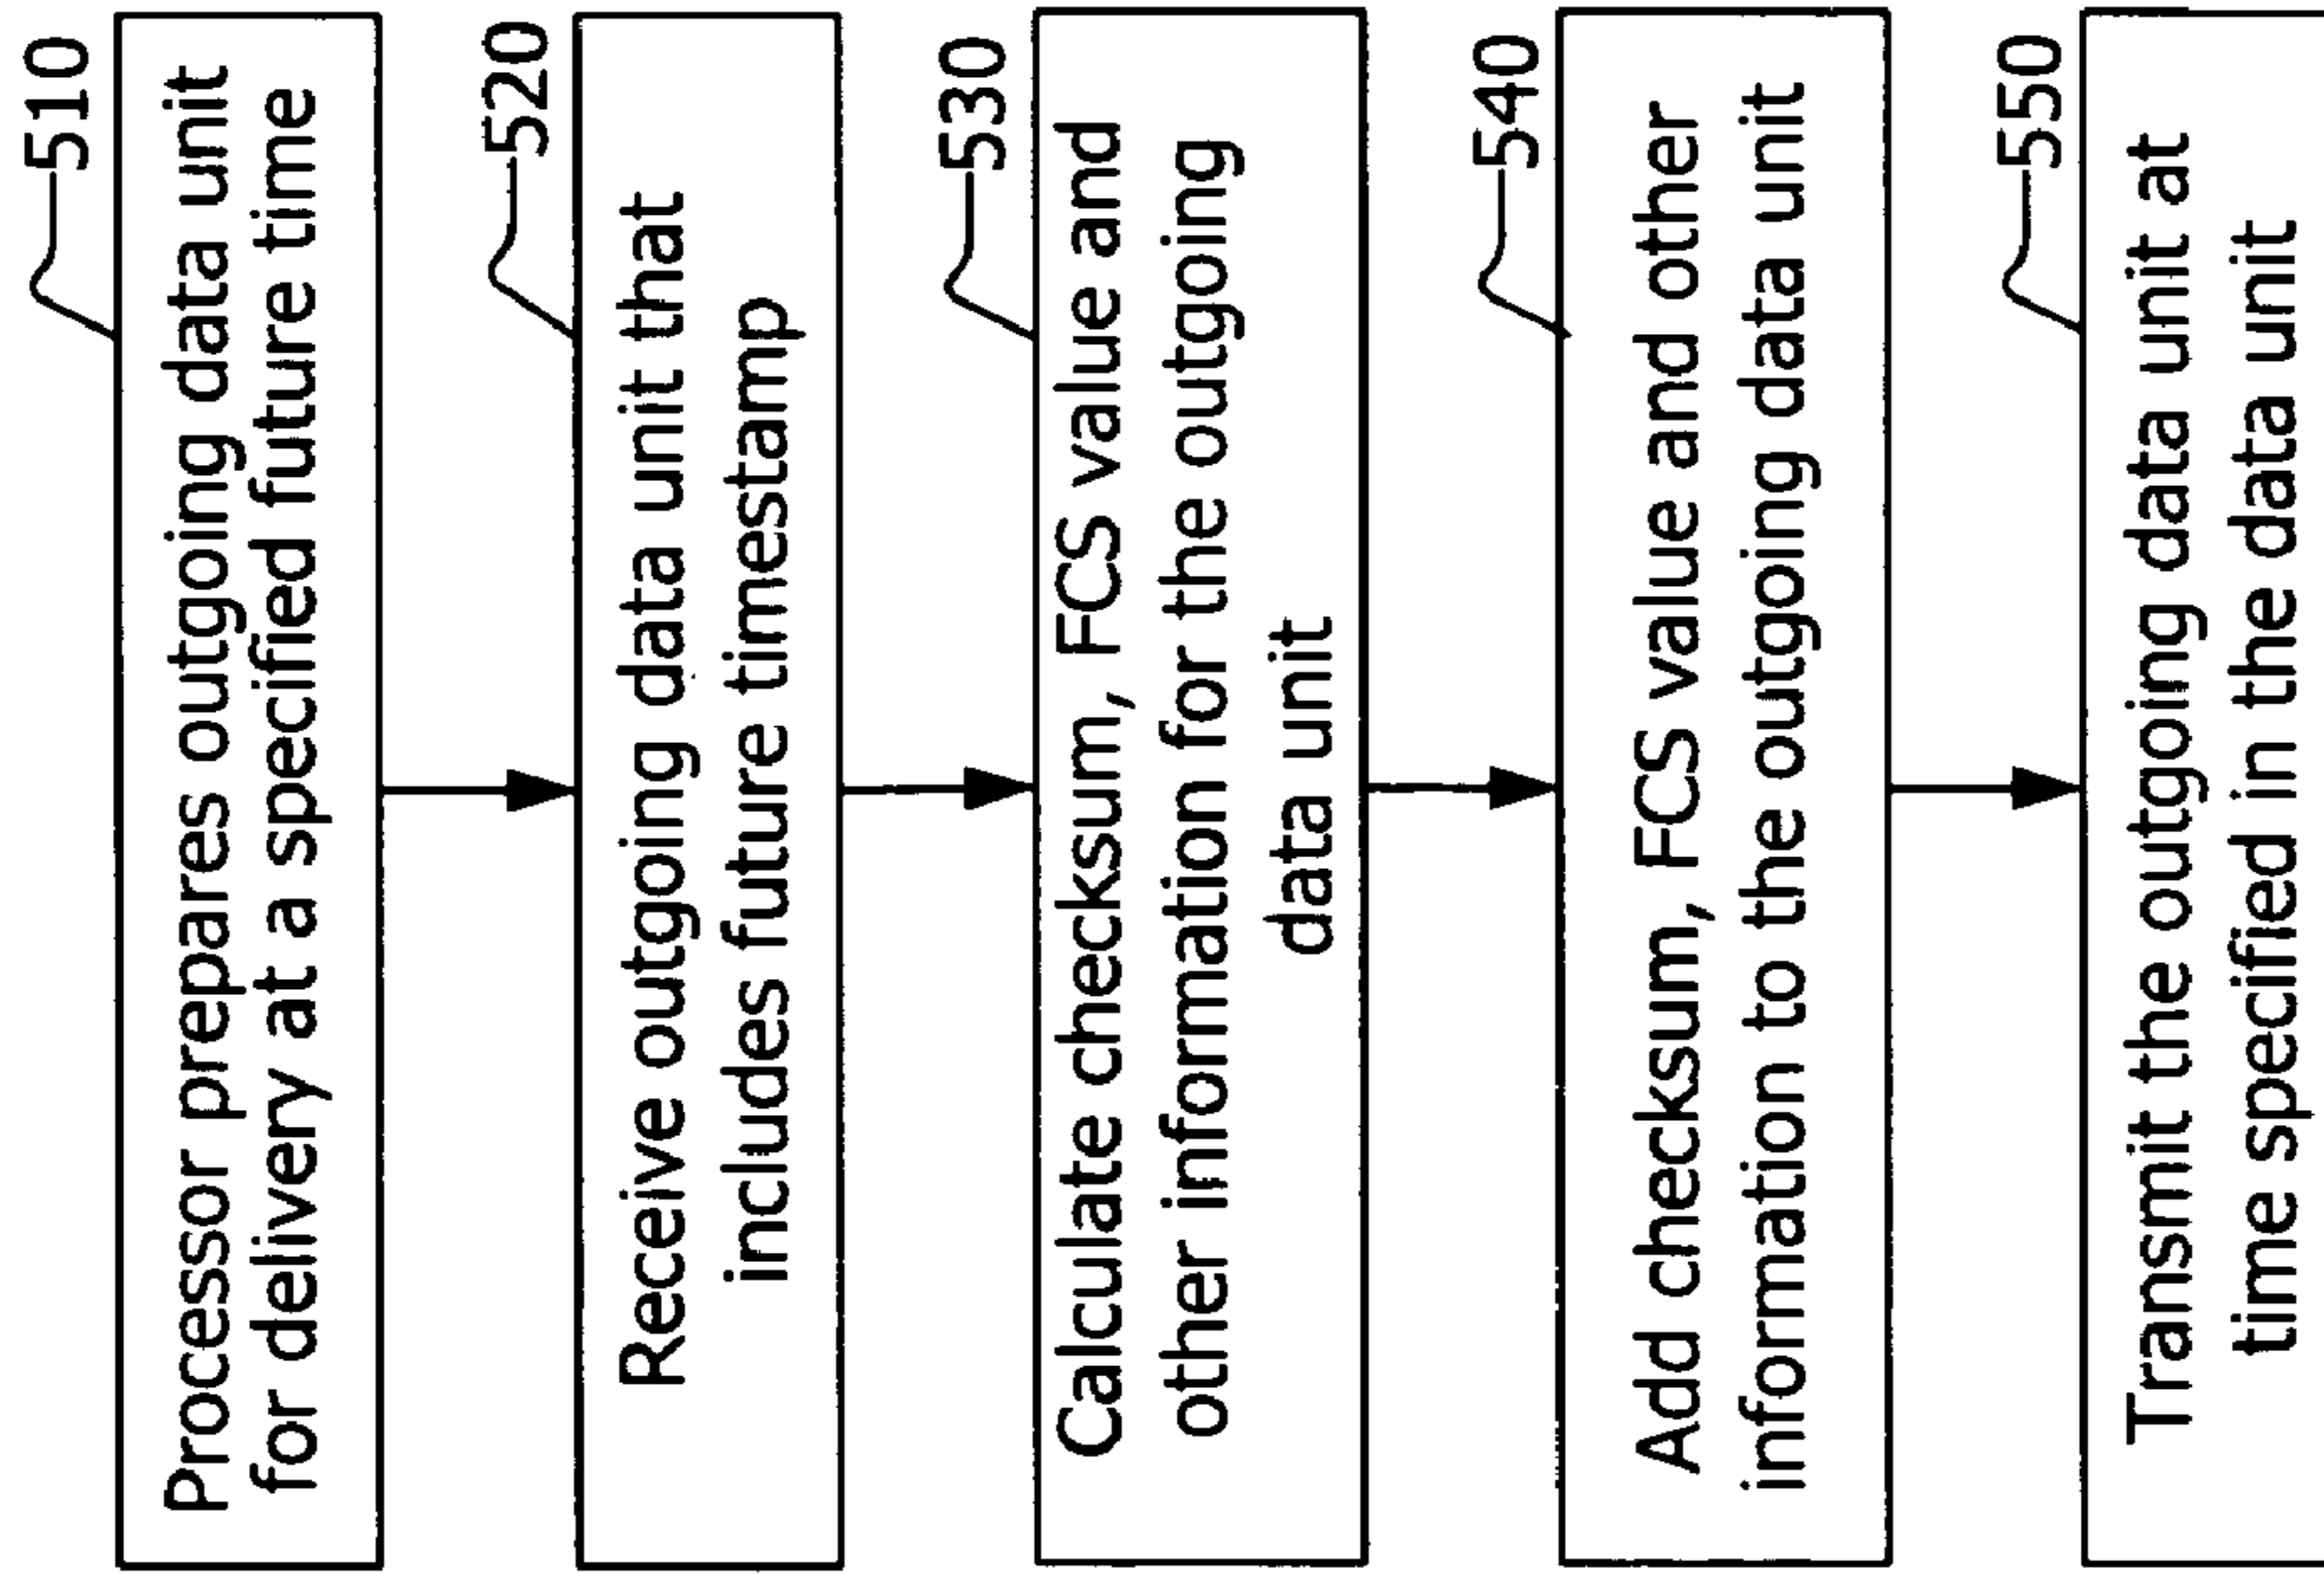 510
Processor prepares outgoing data unit
for delivery at a specified future time
520
Receive outgoing data unit that
includes future timestamp
530
Calculate checksum, FCS value and
other information for the outgoing
data unit
540
Add checksum, FCS value and other
information to the outgoing data unit
550
Transmit the outgoing data unit at
time specified in the data unit